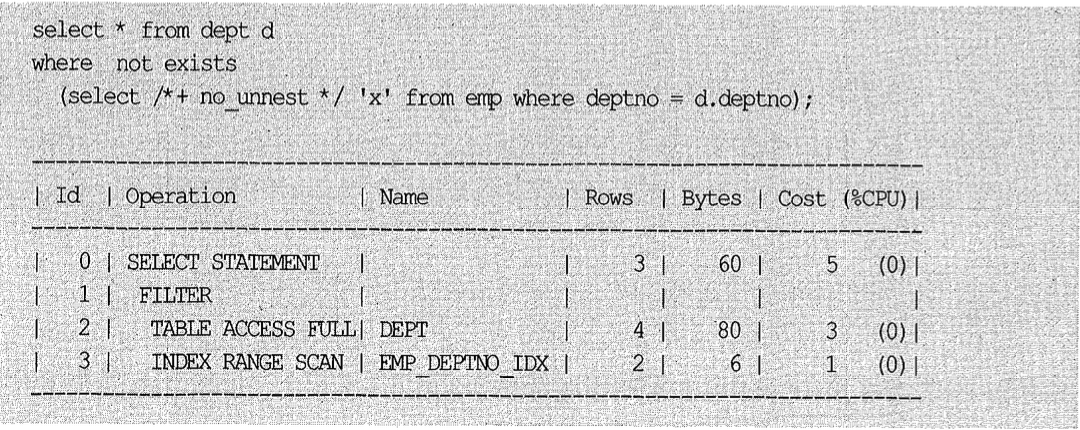 select * from dept d
where  not exists
  (select /*+ no_unnest */ 'x' from emp where deptno = d.deptno);
---------------------------------------------------------------------------
| Id  | Operation          | Name           | Rows  | Bytes | Cost (%CPU)|
---------------------------------------------------------------------------
|   0 | SELECT STATEMENT   |                |     3 |    60 |     5   (0)|
|   1 |  FILTER            |                |       |       |            |
|   2 |   TABLE ACCESS FULL| DEPT           |     4 |    80 |     3   (0)|
|   3 |   INDEX RANGE SCAN | EMP_DEPTNO_IDX |     2 |     6 |     1   (0)|
---------------------------------------------------------------------------